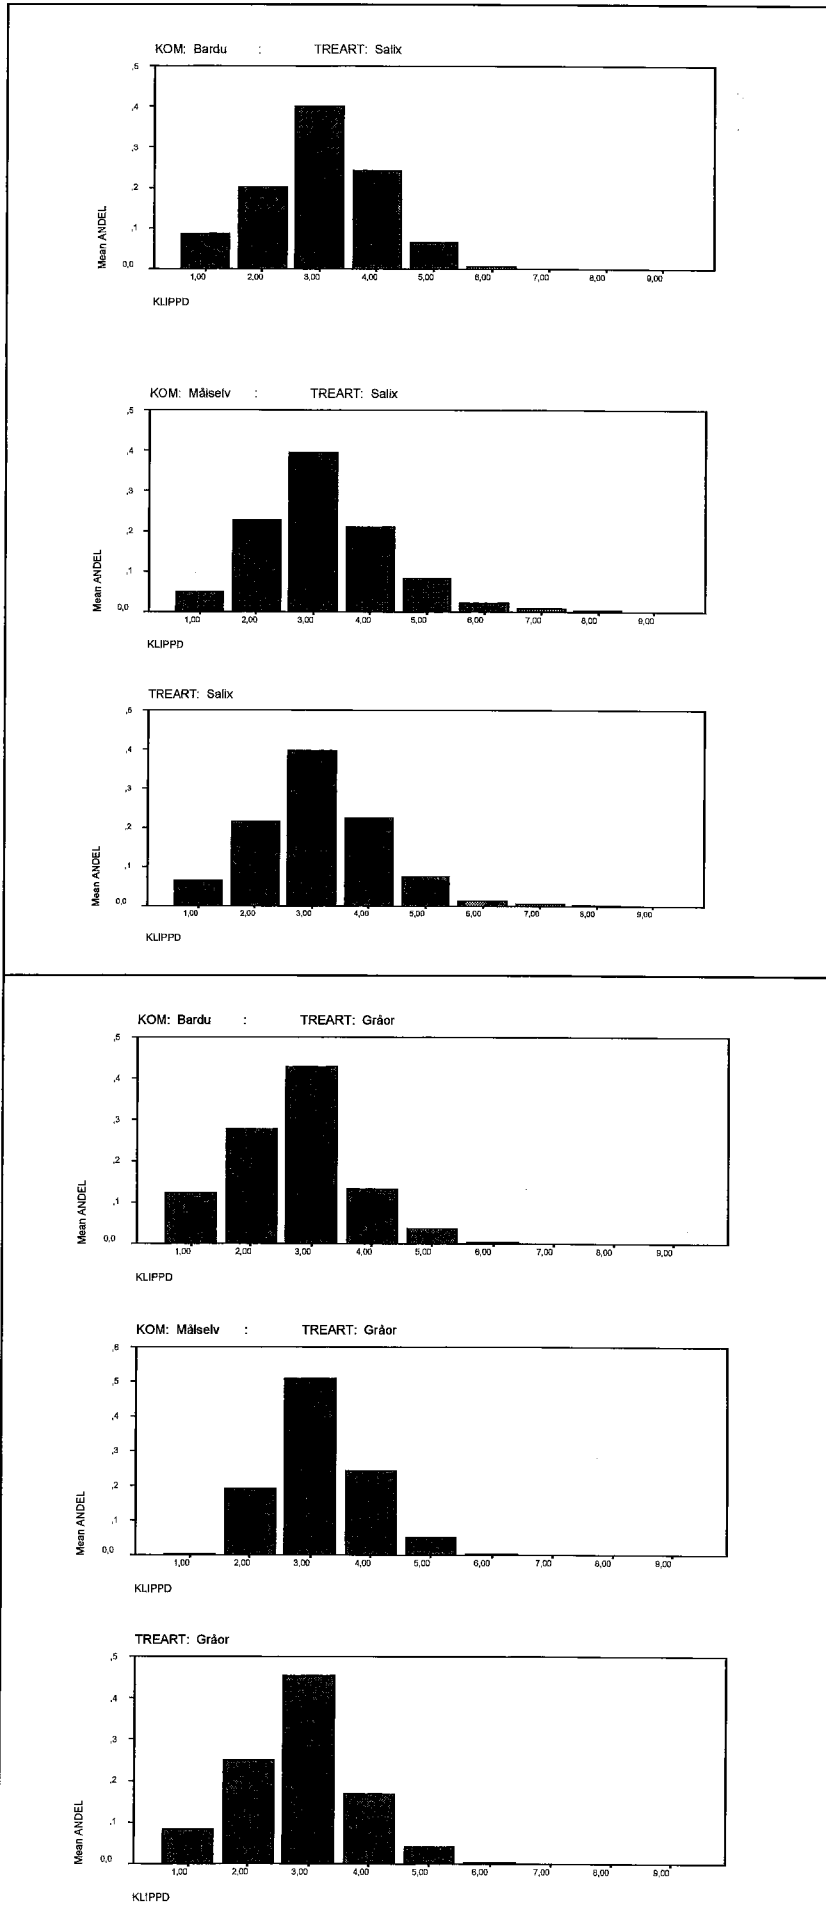 KOM: Bardu : TREART: Salix
,5
,4
,3
,2
,1
0,0
Mean ANDEL
1,00 2,00 3,00 4,00 5,00 6,00 7,00 8,00 9,00
KLIPPD
KOM: Målselv : TREART: Salix
,5
,4
,3
,2
,1
0,0
Mean ANDEL
1,00 2,00 3,00 4,00 5,00 6,00 7,00 8,00 9,00
KLIPPD
TREART: Salix
,5
,4
,3
,2
,1
0,0
Mean ANDEL
1,00 2,00 3,00 4,00 5,00 6,00 7,00 8,00 9,00
KLIPPD
KOM: Bardu : TREART: Gråor
,5
,4
,3
,2
,1
0,0
Mean ANDEL
1,00 2,00 3,00 4,00 5,00 6,00 7,00 8,00 9,00
KLIPPD
KOM: Målselv : TREART: Gråor
,6
,5
,4
,3
,2
,1
0,0
Mean ANDEL
1,00 2,00 3,00 4,00 5,00 6,00 7,00 8,00 9,00
KLIPPD
TREART: Gråor
,5
,4
,3
,2
,1
0,0
Mean ANDEL
1,00 2,00 3,00 4,00 5,00 6,00 7,00 8,00 9,00
KLIPPD